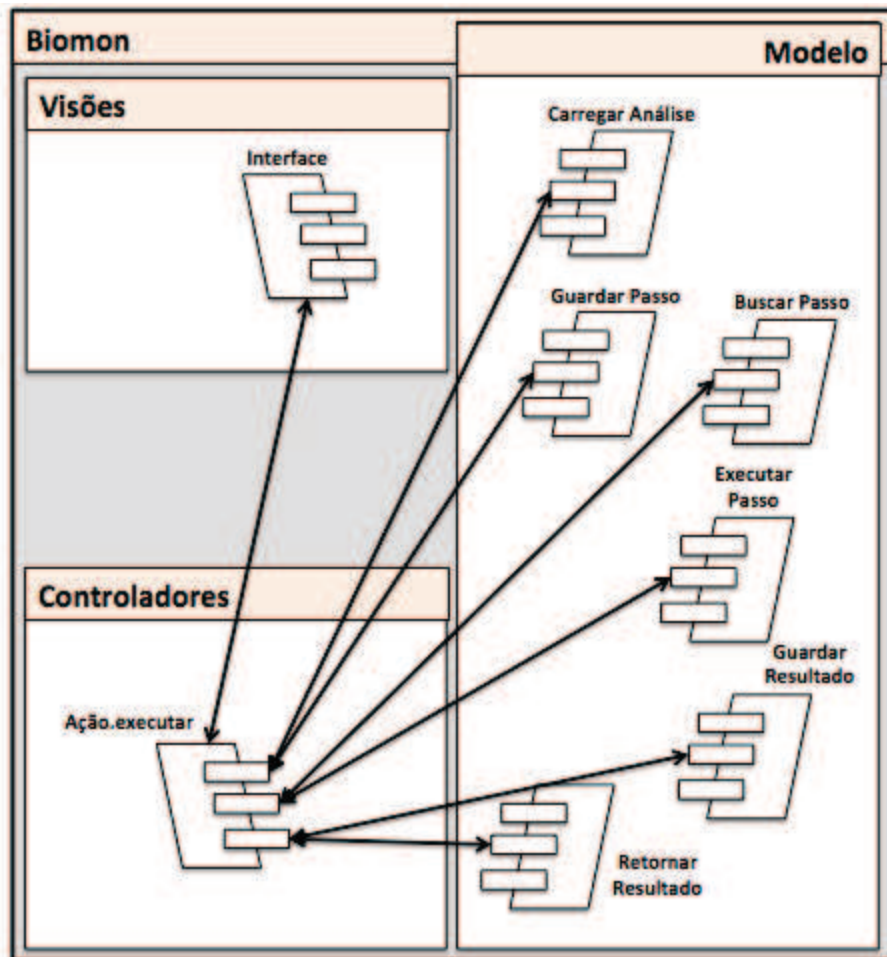 Biomon
Modelo
Visões
Interface
Carregar Análise
Guardar Passo
Buscar Passo
Executar
Passo
Controladores
Guardar
Resultado
Ação.executar
Retornar
Resultado